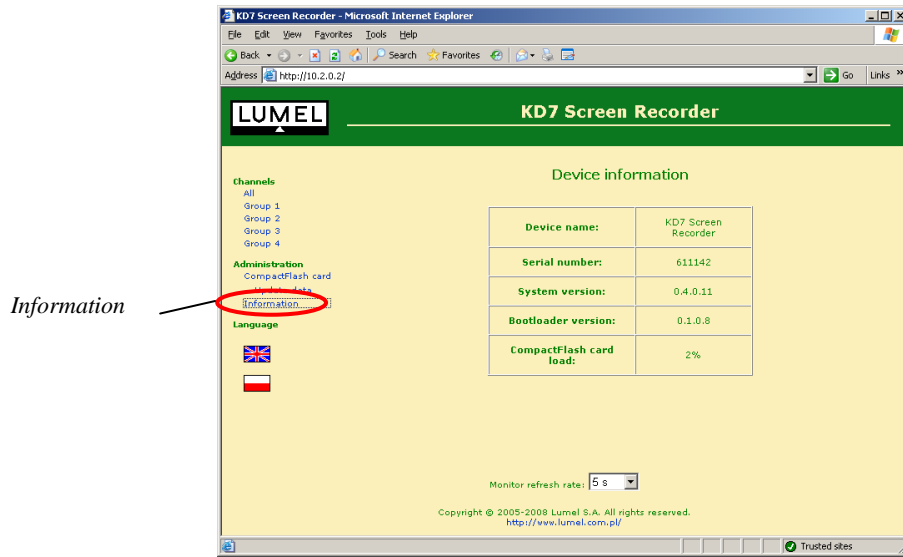 KD7 Screen Recorder - Microsoft Internet Explorer
File Edit View Favorites Tools Help
Back Search Favorites
Address http://10.2.0.2/ Go Links »
LUMEL
KD7 Screen Recorder
Channels
All
Group 1
Group 2
Group 3
Group 4
Administration
CompactFlash card
Update data
Information
Language
Device information
Device name: KD7 Screen
Recorder
Serial number: 611142
System version: 0.4.0.11
Bootloader version: 0.1.0.8
CompactFlash card
load: 2%
Information
Monitor refresh rate: 5 s
Copyright © 2005-2008 Lumel S.A. All rights reserved.
http://www.lumel.com.pl/
Trusted sites